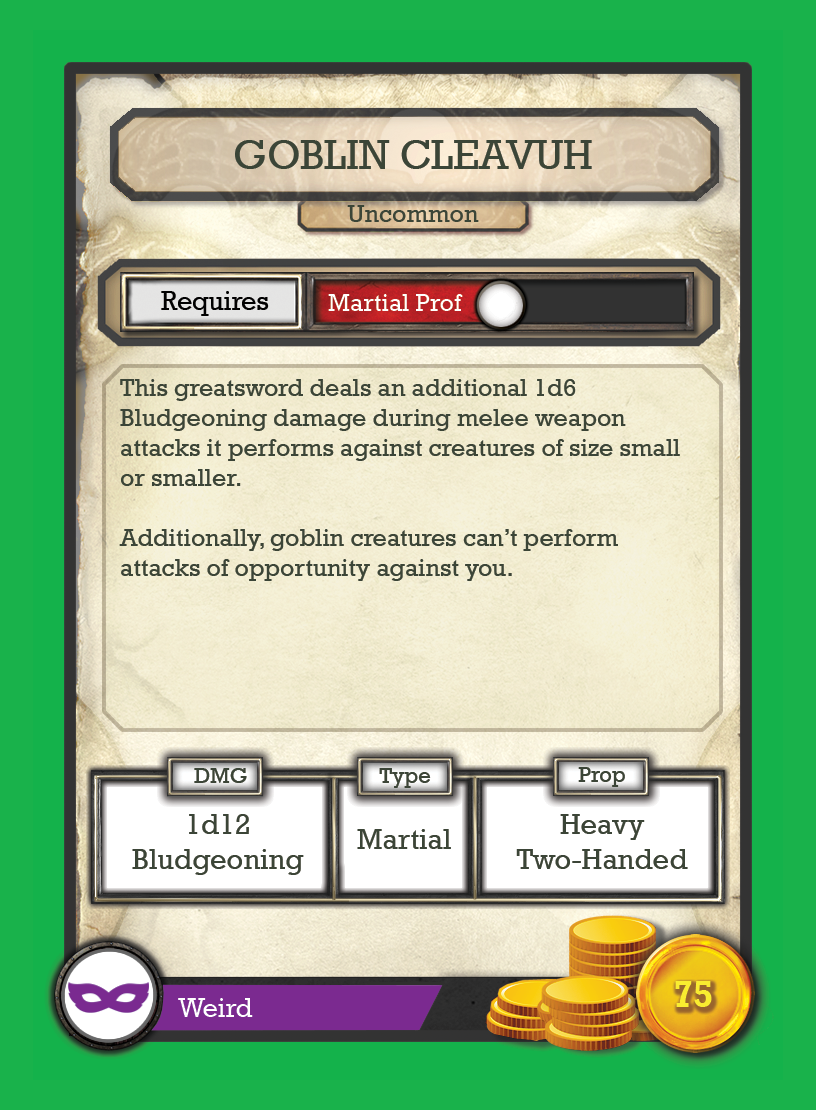 GOBLIN CLEAVUH
Uncommon
Requires
Martial Prof
This greatsword deals an additional 1d6
Bludgeoning damage during melee weapon
attacks it performs against creatures of size small
or smaller.
Additionally, goblin creatures can't perform
attacks of opportunity against you.
DMG
1d12
Bludgeoning
Type
Martial
Prop
Heavy
Two-Handed
Weird
75